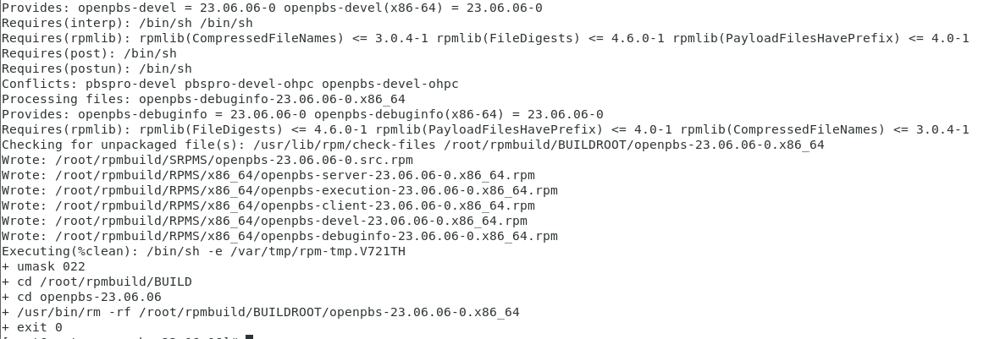 Provides: openpbs-devel = 23.06.06-0 openpbs-devel(x86-64) = 23.06.06-0
Requires(interp): /bin/sh /bin/sh
Requires(rpmlib): rpmlib(CompressedFileNames) <= 3.0.4-1 rpmlib(FileDigests) <= 4.6.0-1 rpmlib(PayloadFilesHavePrefix) <= 4.0-1
Requires(post): /bin/sh
Requires(postun): /bin/sh
Conflicts: pbspro-devel pbspro-devel-ohpc openpbs-devel-ohpc
Processing files: openpbs-debuginfo-23.06.06-0.x86_64
Provides: openpbs-debuginfo = 23.06.06-0 openpbs-debuginfo(x86-64) = 23.06.06-0
Requires(rpmlib): rpmlib(FileDigests) <= 4.6.0-1 rpmlib(PayloadFilesHavePrefix) <= 4.0-1 rpmlib(CompressedFileNames) <= 3.0.4-1
Checking for unpackaged file(s): /usr/lib/rpm/check-files /root/rpmbuild/BUILDROOT/openpbs-23.06.06-0.x86_64
Wrote: /root/rpmbuild/SRPMS/openpbs-23.06.06-0.src.rpm
Wrote: /root/rpmbuild/RPMS/x86_64/openpbs-server-23.06.06-0.x86_64.rpm
Wrote: /root/rpmbuild/RPMS/x86_64/openpbs-execution-23.06.06-0.x86_64.rpm
Wrote: /root/rpmbuild/RPMS/x86_64/openpbs-client-23.06.06-0.x86_64.rpm
Wrote: /root/rpmbuild/RPMS/x86_64/openpbs-devel-23.06.06-0.x86_64.rpm
Wrote: /root/rpmbuild/RPMS/x86_64/openpbs-debuginfo-23.06.06-0.x86_64.rpm
Executing(%clean): /bin/sh -e /var/tmp/rpm-tmp.V721TH
+ umask 022
+ cd /root/rpmbuild/BUILD
+ cd openpbs-23.06.06
+ /usr/bin/rm -rf /root/rpmbuild/BUILDROOT/openpbs-23.06.06-0.x86_64
+ exit 0